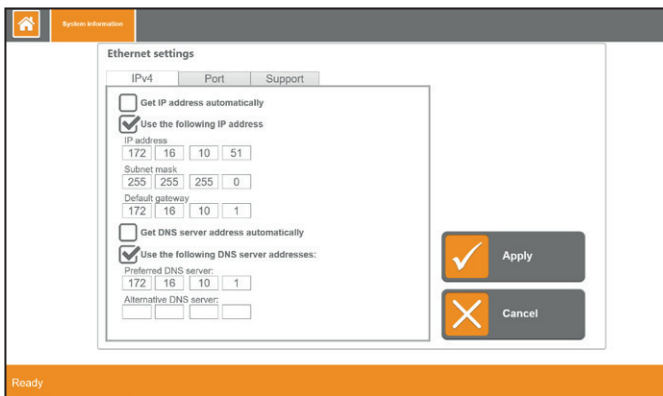 System information
Ethernet settings
IPv4 Port Support
Get IP address automatically
Use the following IP address
IP address
172 16 10 51
Subnet mask
255 255 255 0
Default gateway
172 16 10 1
Get DNS server address automatically
Use the following DNS server addresses:
Preferred DNS server:
172 16 10 1
Alternative DNS server:
Apply
Cancel
Ready